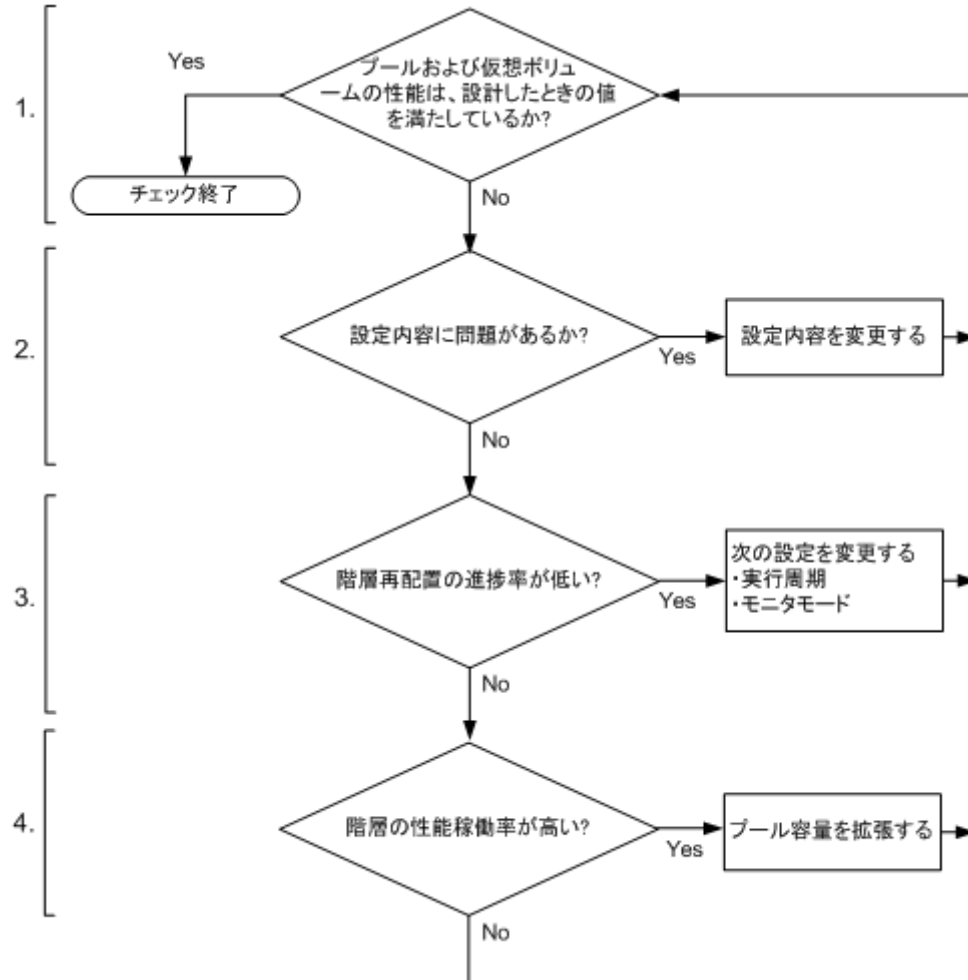 1.
Yes
プールおよび仮想ボリュ
ームの性能は、設計したときの値
を満たしているか?
チェック終了
No
2.
設定内容に問題があるか?
Yes
設定内容を変更する
No
3.
階層再配置の進捗率が低い?
Yes
次の設定を変更する
・実行周期
・モニタモード
No
4.
階層の性能稼働率が高い?
Yes
プール容量を拡張する
No